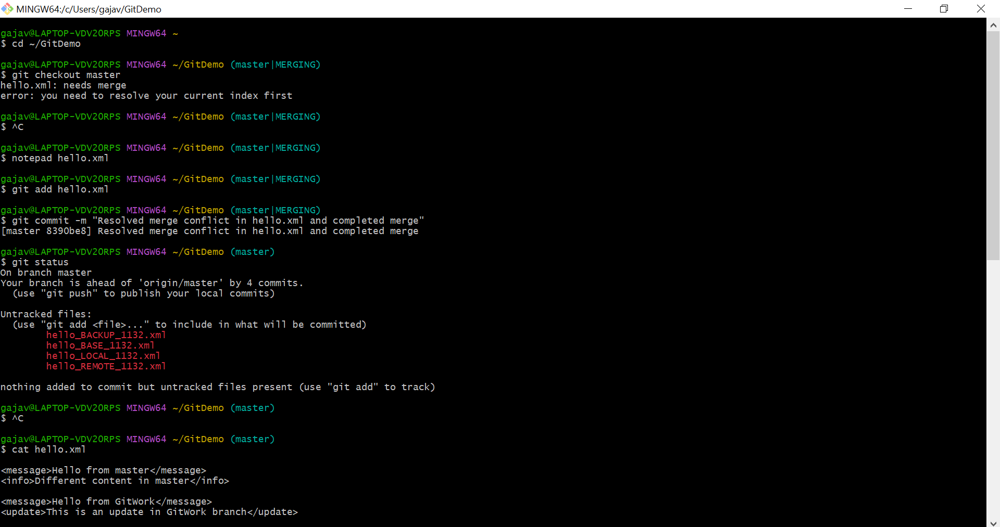 MINGW64:/c/Users/gajav/GitDemo
gajav@LAPTOP-VDV2ORPS MINGW64 ~
$ cd ~/GitDemo
gajav@LAPTOP-VDV2ORPS MINGW64 ~/GitDemo (master|MERGING)
$ git checkout master
hello.xml: needs merge
error: you need to resolve your current index first
gajav@LAPTOP-VDV2ORPS MINGW64 ~/GitDemo (master|MERGING)
$ ^C
gajav@LAPTOP-VDV2ORPS MINGW64 ~/GitDemo (master|MERGING)
$ notepad hello.xml
gajav@LAPTOP-VDV2ORPS MINGW64 ~/GitDemo (master|MERGING)
$ git add hello.xml
gajav@LAPTOP-VDV2ORPS MINGW64 ~/GitDemo (master|MERGING)
$ git commit -m "Resolved merge conflict in hello.xml and completed merge"
[master 8390be8] Resolved merge conflict in hello.xml and completed merge
gajav@LAPTOP-VDV2ORPS MINGW64 ~/GitDemo (master)
$ git status
On branch master
Your branch is ahead of 'origin/master' by 4 commits.
  (use "git push" to publish your local commits)
Untracked files:
  (use "git add <file>..." to include in what will be committed)
        hello_BACKUP_1132.xml
        hello_BASE_1132.xml
        hello_LOCAL_1132.xml
        hello_REMOTE_1132.xml
nothing added to commit but untracked files present (use "git add" to track)
gajav@LAPTOP-VDV2ORPS MINGW64 ~/GitDemo (master)
$ ^C
gajav@LAPTOP-VDV2ORPS MINGW64 ~/GitDemo (master)
$ cat hello.xml
<message>Hello from master</message>
<info>Different content in master</info>
<message>Hello from GitWork</message>
<update>This is an update in GitWork branch</update>